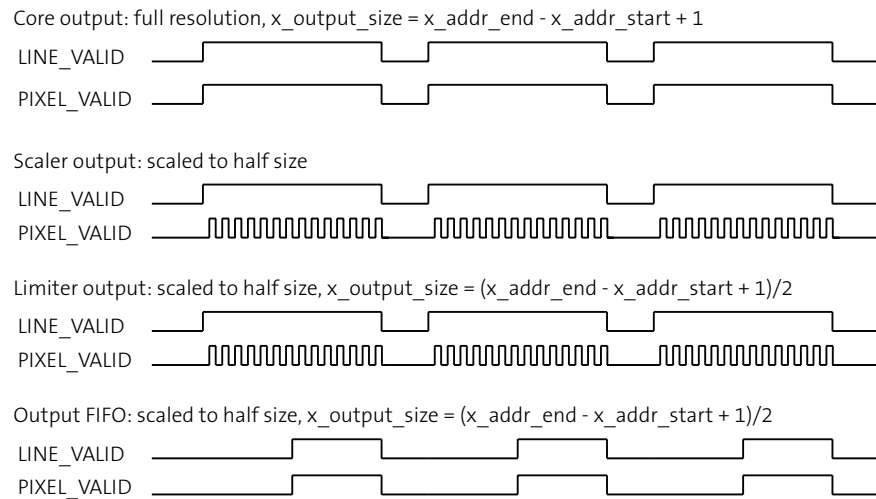 Core output: full resolution, x_output_size = x_addr_end - x_addr_start + 1
LINE_VALID
PIXEL_VALID
Scaler output: scaled to half size
LINE_VALID
PIXEL_VALID
Limiter output: scaled to half size, x_output_size = (x_addr_end - x_addr_start + 1)/2
LINE_VALID
PIXEL_VALID
Output FIFO: scaled to half size, x_output_size = (x_addr_end - x_addr_start + 1)/2
LINE_VALID
PIXEL_VALID